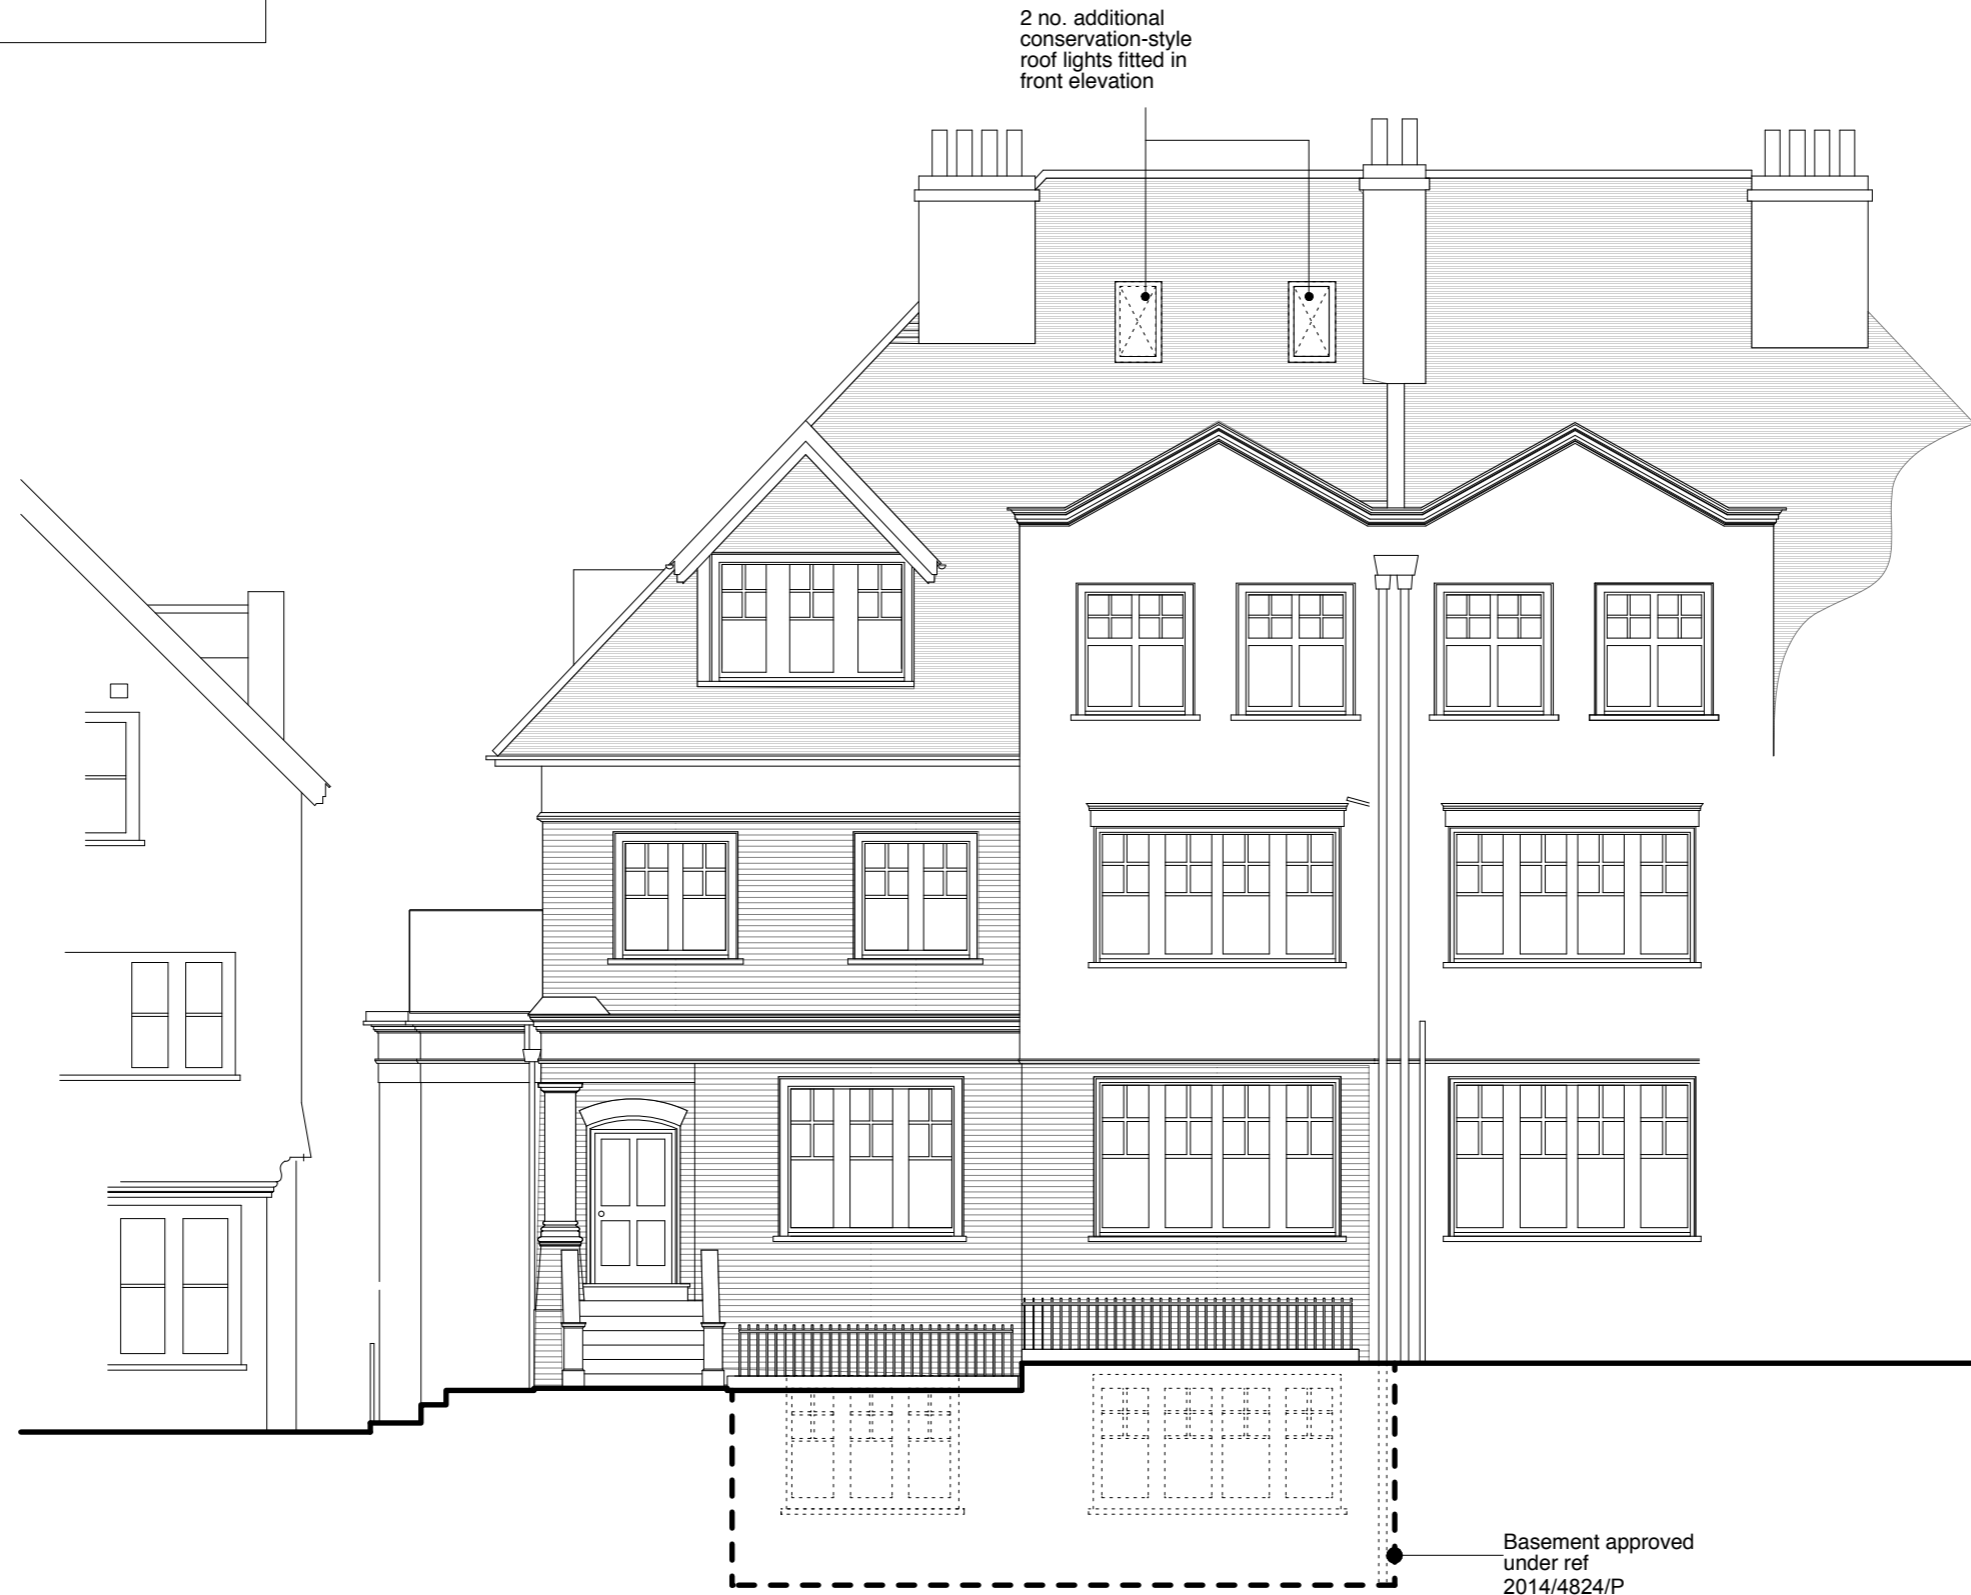 2 no. additional
conservation-style
roof lights fitted in
front elevation
Basement approved
under ref
2014/4824/P